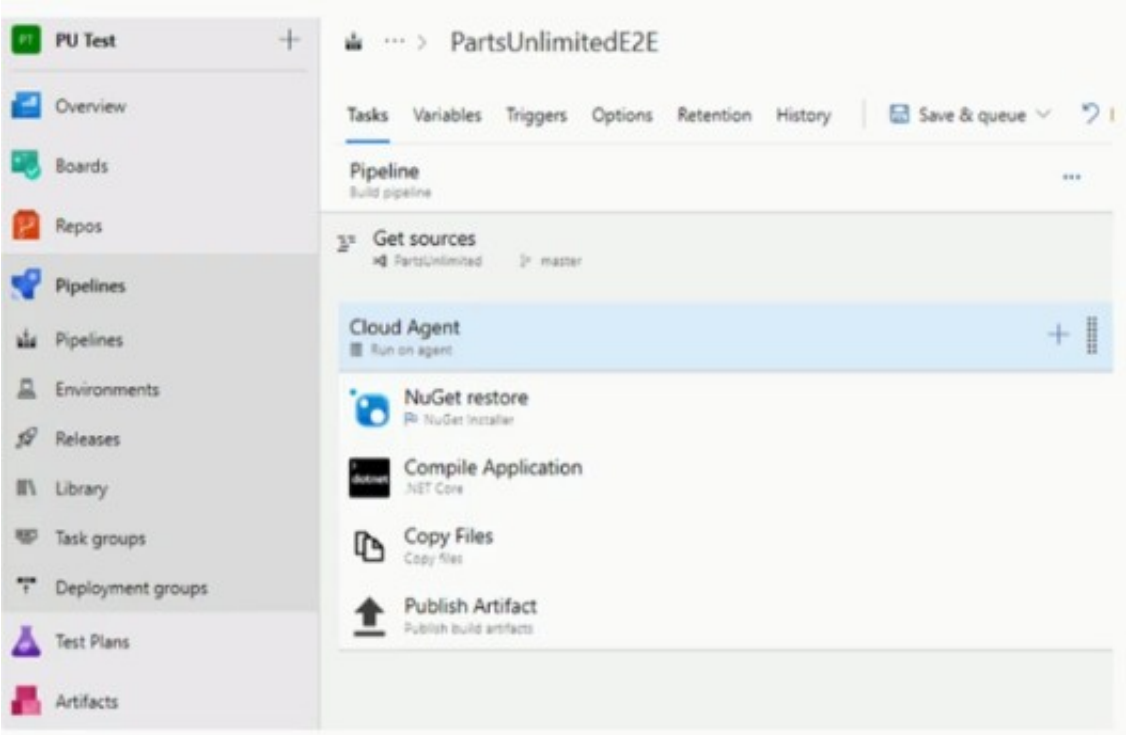 PT PU Test
Overview
Boards
Repos
Pipelines
Pipelines
Environments
Releases
Library
Task groups
Deployment groups
Test Plans
Artifacts
... > PartsUnlimitedE2E
Tasks Variables Triggers Options Retention History Save & queue
Pipeline
Build pipeline
...
Get sources
PartsUnlimited master
Cloud Agent
Run on agent
NuGet restore
NuGet Installer
Compile Application
dotnet
.NET Core
Copy Files
Copy files
Publish Artifact
Publish build artifacts